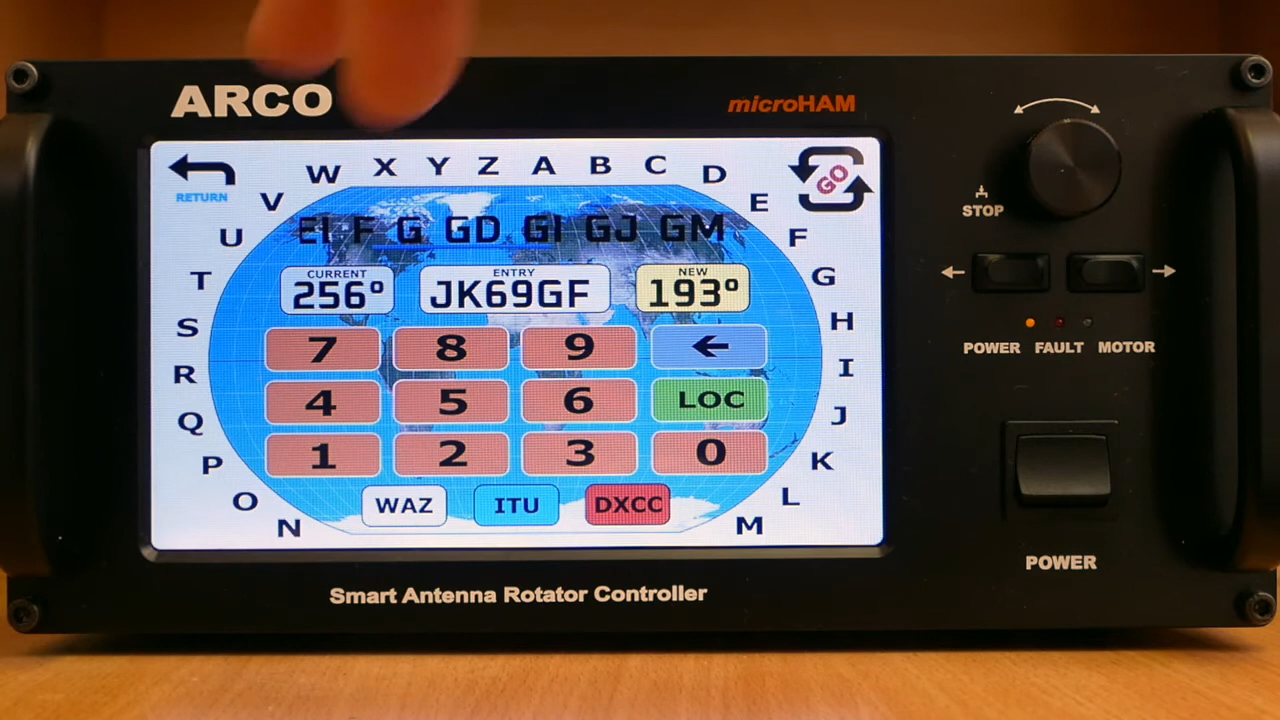 ARCO
microHAM
RETURN
W X Y Z A B C D
GO
V E
U F
EI F G GD GI GJ GM
T G
CURRENT ENTRY NEW
256° JK69GF 193°
S H
7 8 9 ←
R I
4 5 6 LOC
Q J
1 2 3 0
P K
WAZ ITU DXCC
O L
N M
STOP
POWER FAULT MOTOR
POWER
Smart Antenna Rotator Controller